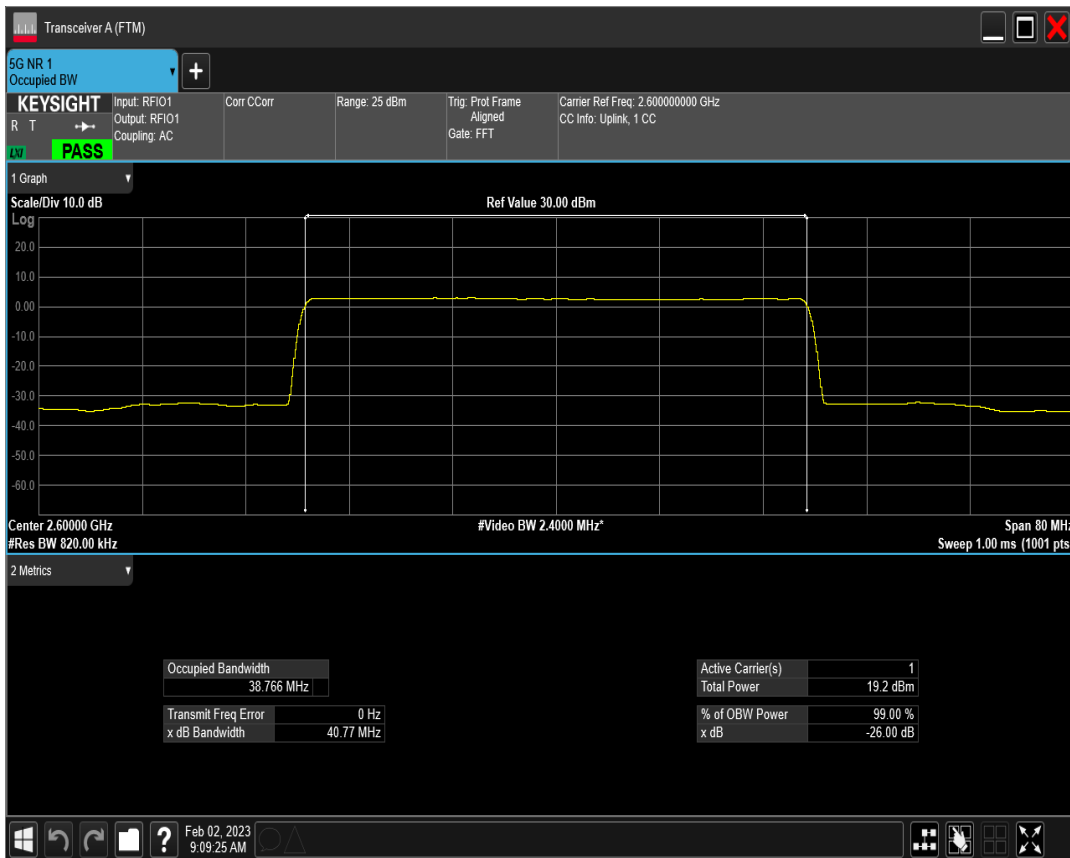 Transceiver A (FTM)
5G NR 1
Occupied BW
+
KEYSIGHT
R T
LXI
PASS
Input: RFIO1
Output: RFIO1
Coupling: AC
Corr CCorr
Range: 25 dBm
Trig: Prot Frame
Aligned
Gate: FFT
Carrier Ref Freq: 2.600000000 GHz
CC Info: Uplink, 1 CC
1 Graph
Scale/Div 10.0 dB
Ref Value 30.00 dBm
Log
20.0
10.0
0.00
-10.0
-20.0
-30.0
-40.0
-50.0
-60.0
Center 2.60000 GHz
#Video BW 2.4000 MHz*
Span 80 MHz
#Res BW 820.00 kHz
Sweep 1.00 ms (1001 pts
2 Metrics
Occupied Bandwidth
38.766 MHz
Transmit Freq Error 0 Hz
x dB Bandwidth 40.77 MHz
Active Carrier(s) 1
Total Power 19.2 dBm
% of OBW Power 99.00 %
x dB -26.00 dB
?
Feb 02, 2023
9:09:25 AM